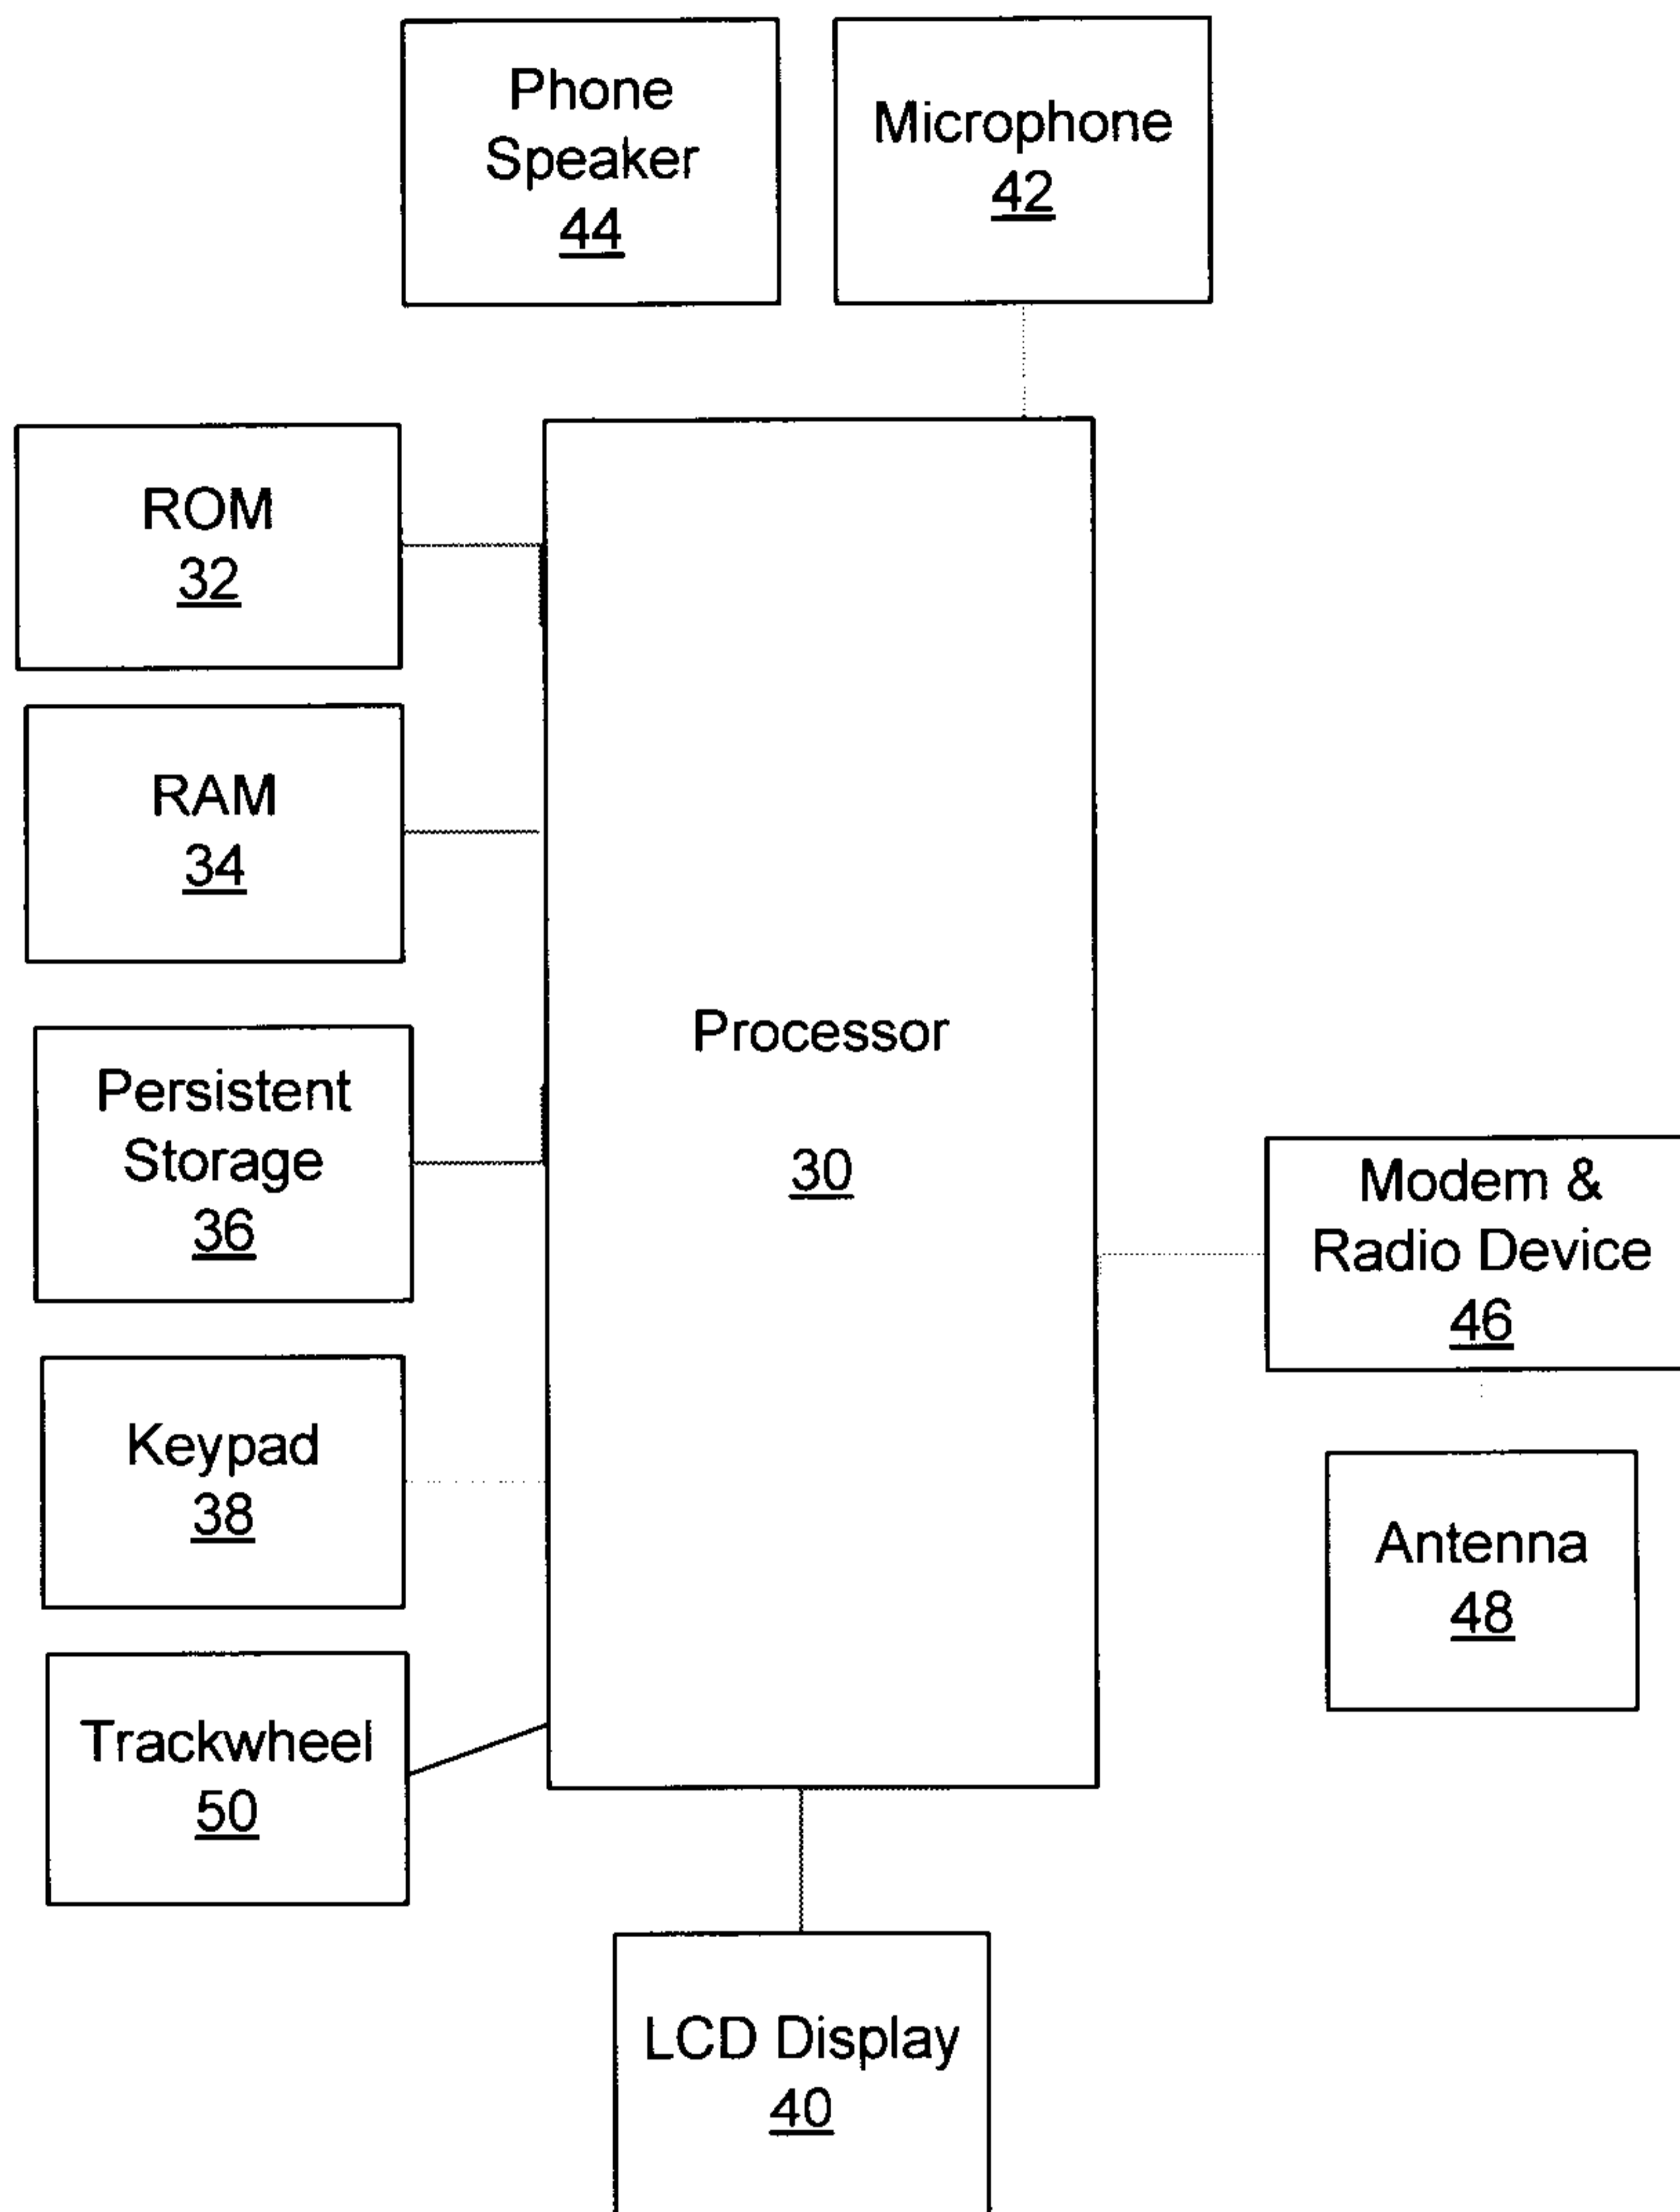 Phone
Speaker
44
Microphone
42
ROM
32
RAM
34
Persistent
Storage
36
Keypad
38
Trackwheel
50
Processor
30
Modem &
Radio Device
46
Antenna
48
LCD Display
40